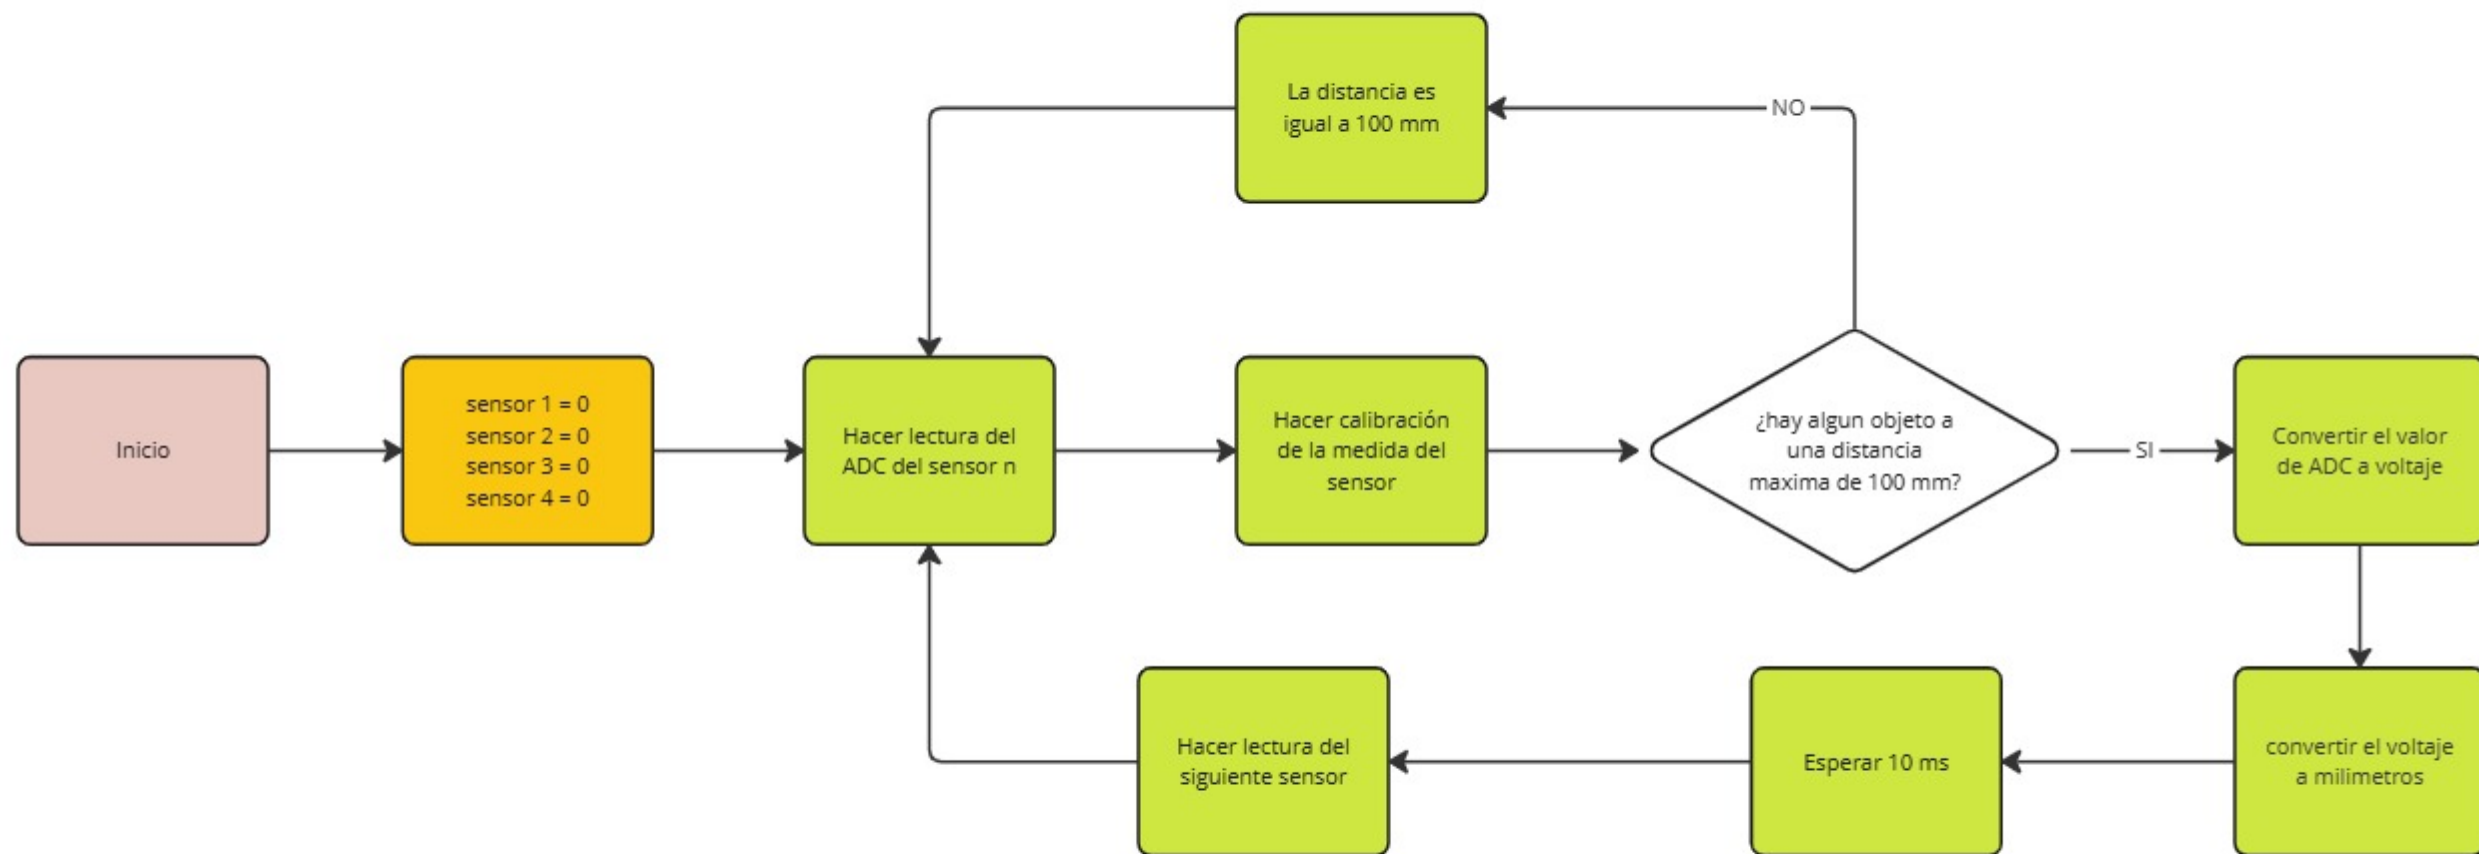 La distancia es
igual a 100 mm
NO
Inicio
sensor 1 = 0
sensor 2 = 0
sensor 3 = 0
sensor 4 = 0
Hacer lectura del
ADC del sensor n
Hacer calibración
de la medida del
sensor
¿hay algun objeto a
una distancia
maxima de 100 mm?
SI
Convertir el valor
de ADC a voltaje
Hacer lectura del
siguiente sensor
Esperar 10 ms
convertir el voltaje
a milimetros